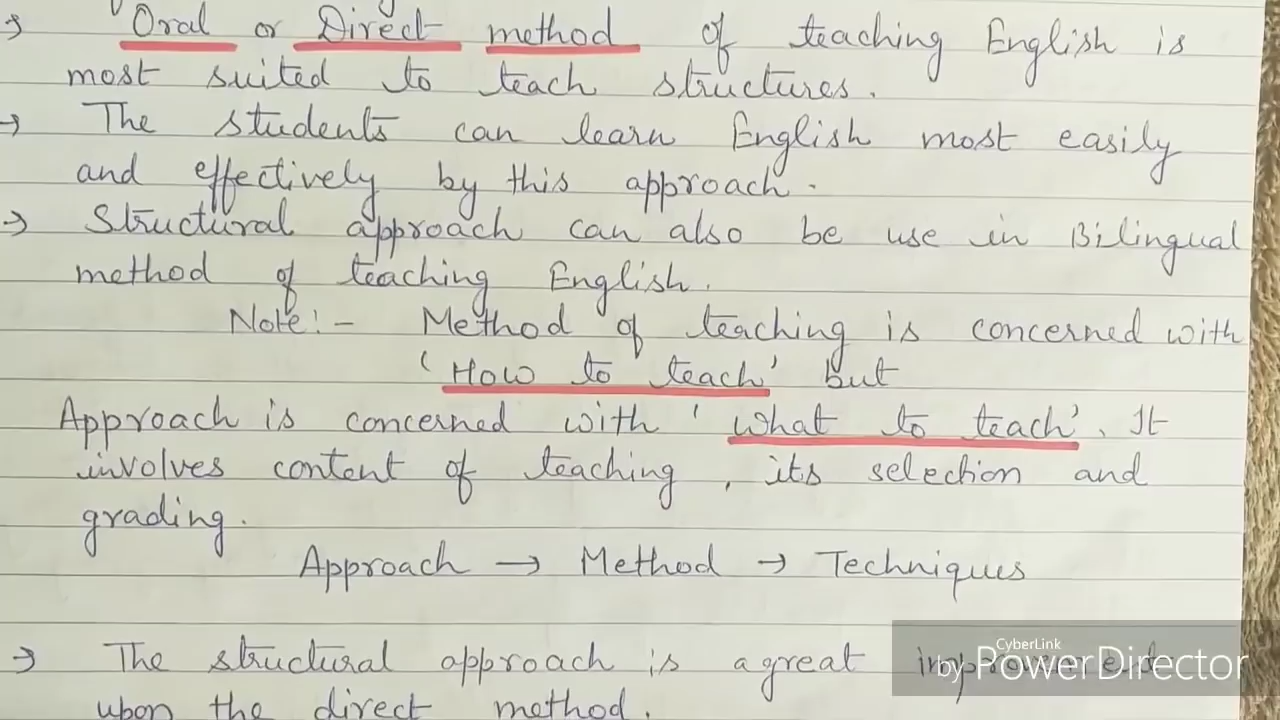 → Oral or Direct method of teaching English is
most suited to teach structures.
→ The students can learn English most easily
and effectively by this approach.
→ Structural approach can also be use in Bilingual
method of teaching English.
Note:- Method of teaching is concerned with
'How to teach' but
Approach is concerned with 'What to teach'. It
involves content of teaching, its selection and
grading.
Approach → Method → Techniques
→ The structural approach is a great improvement
upon the direct method.
CyberLink
by PowerDirector